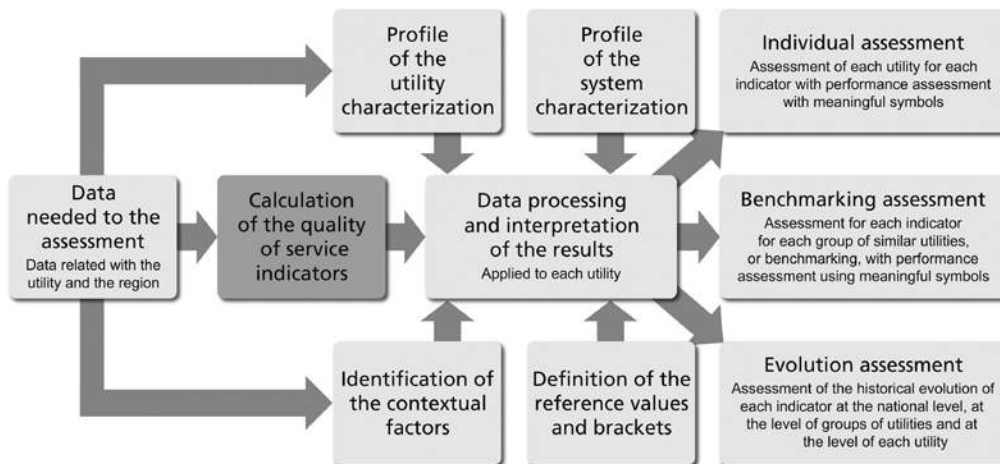 Profile
of the
utility
characterization
Profile
of the
system
characterization
Individual assessment
Assessment of each utility for each
indicator with performance assessment
with meaningful symbols
Data
needed to the
assessment
Data related with the
utility and the region
Calculation
of the quality
of service
indicators
Data processing
and interpretation
of the results
Applied to each utility
Benchmarking assessment
Assessment for each indicator
for each group of similar utilities,
or benchmarking, with performance
assessment using meaningful symbols
Identification of
the contextual
factors
Definition of the
reference values
and brackets
Evolution assessment
Assessment of the historical evolution of
each indicator at the national level, at
the level of groups of utilities and at
the level of each utility